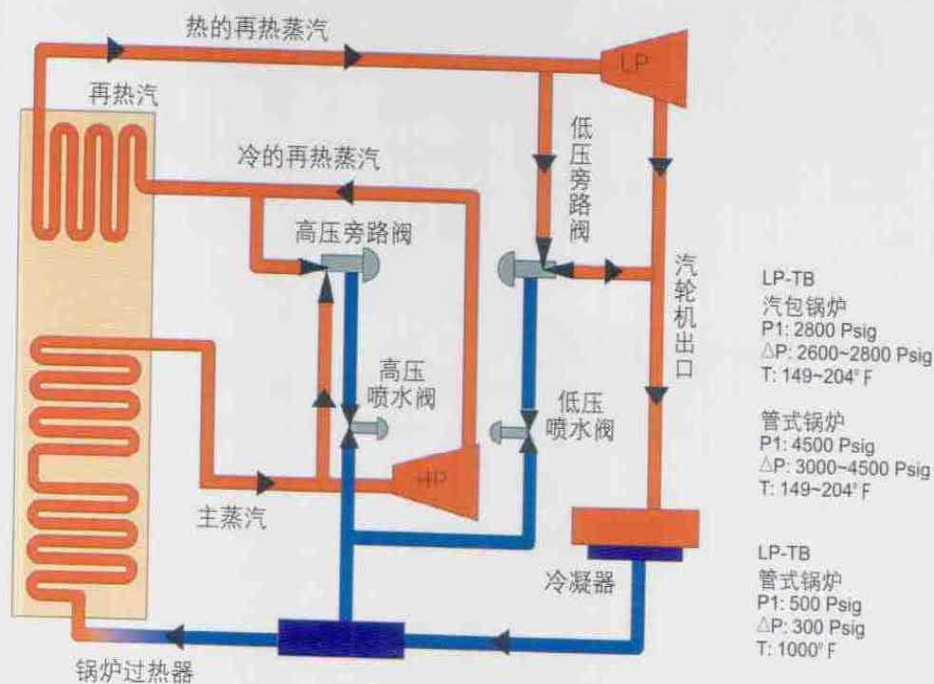 热的再热蒸汽
LP
再热汽
低压旁路阀
冷的再热蒸汽
高压旁路阀
汽轮机出口
高压
喷水阀
低压
喷水阀
HP
主蒸汽
冷凝器
锅炉过热器
LP-TB
汽包锅炉
P1: 2800 Psig
△P: 2600~2800 Psig
T: 149~204°F
管式锅炉
P1: 4500 Psig
△P: 3000~4500 Psig
T: 149~204°F
LP-TB
管式锅炉
P1: 500 Psig
△P: 300 Psig
T: 1000°F